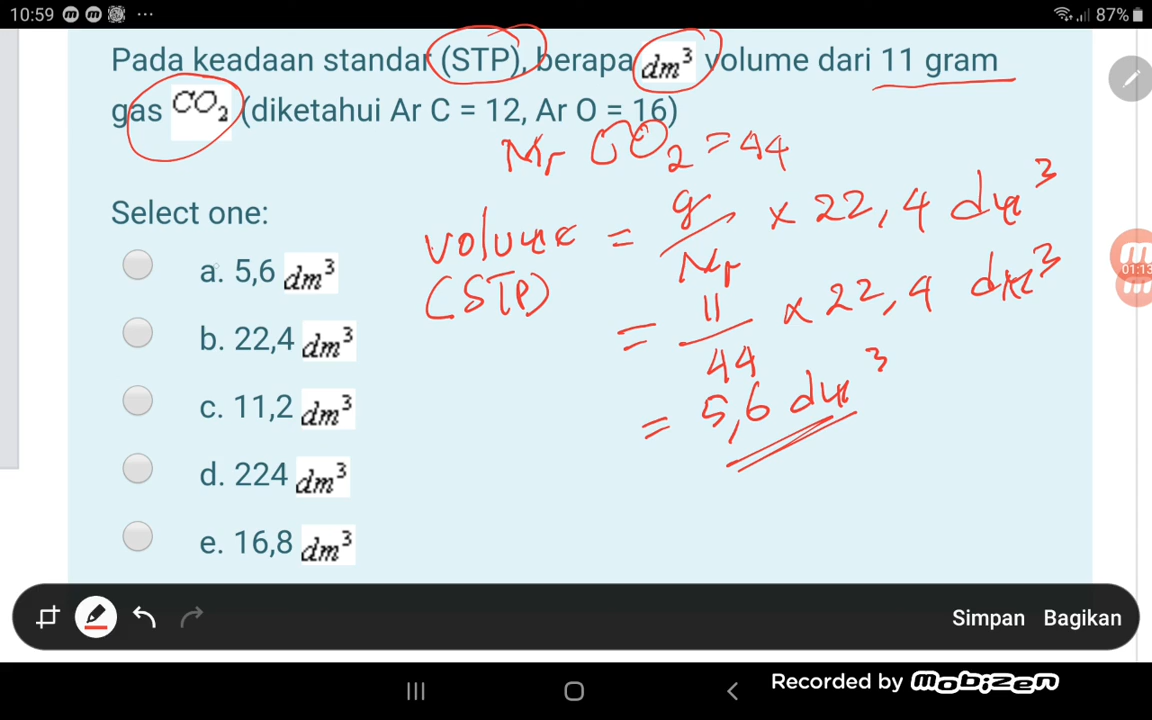 10:59 87%
Pada keadaan standar (STP), berapa dm³ volume dari 11 gram
gas CO₂ (diketahui Ar C = 12, Ar O = 16)
Mr CO₂ = 44
Select one:
volume (STP) = g/Mr × 22,4 dm³
= 11/44 × 22,4 dm³
= 5,6 dm³
a. 5,6 dm³
b. 22,4 dm³
c. 11,2 dm³
d. 224 dm³
e. 16,8 dm³
01:13
Simpan Bagikan
Recorded by mobizen